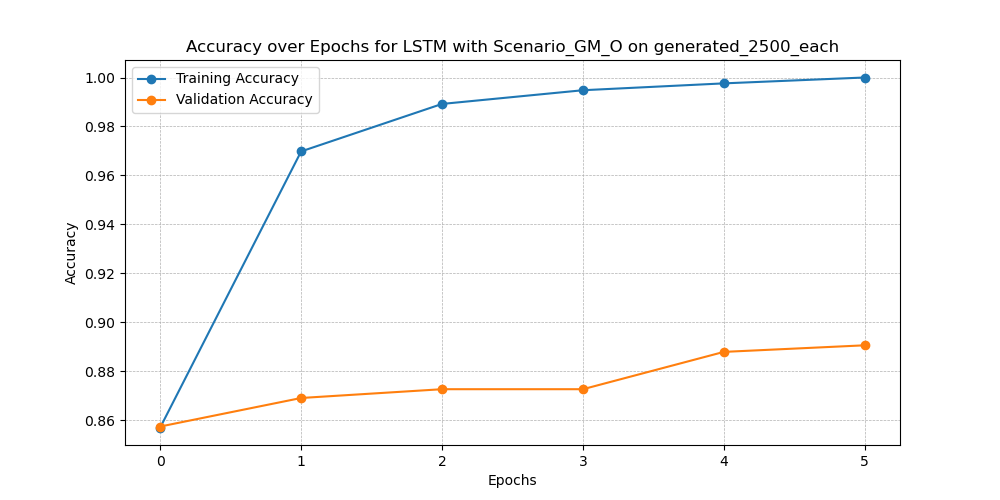 Accuracy over Epochs for LSTM with Scenario_GM_O on generated_2500_each
Training Accuracy
Validation Accuracy
1.00
0.98
0.96
0.94
0.92
0.90
0.88
0.86
Accuracy
0 1 2 3 4 5
Epochs